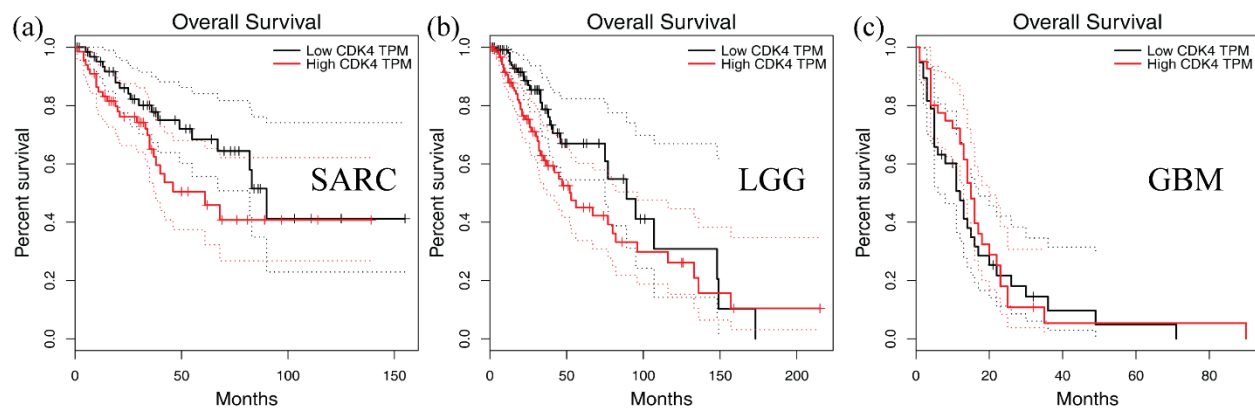 (a)
Overall Survival
Low CDK4 TPM
High CDK4 TPM
SARC
Percent survival
0.0 0.2 0.4 0.6 0.8 1.0
0 50 100 150
Months
(b)
Overall Survival
Low CDK4 TPM
High CDK4 TPM
LGG
Percent survival
0.0 0.2 0.4 0.6 0.8 1.0
0 50 100 150 200
Months
(c)
Overall Survival
Low CDK4 TPM
High CDK4 TPM
GBM
Percent survival
0.0 0.2 0.4 0.6 0.8 1.0
0 20 40 60 80
Months